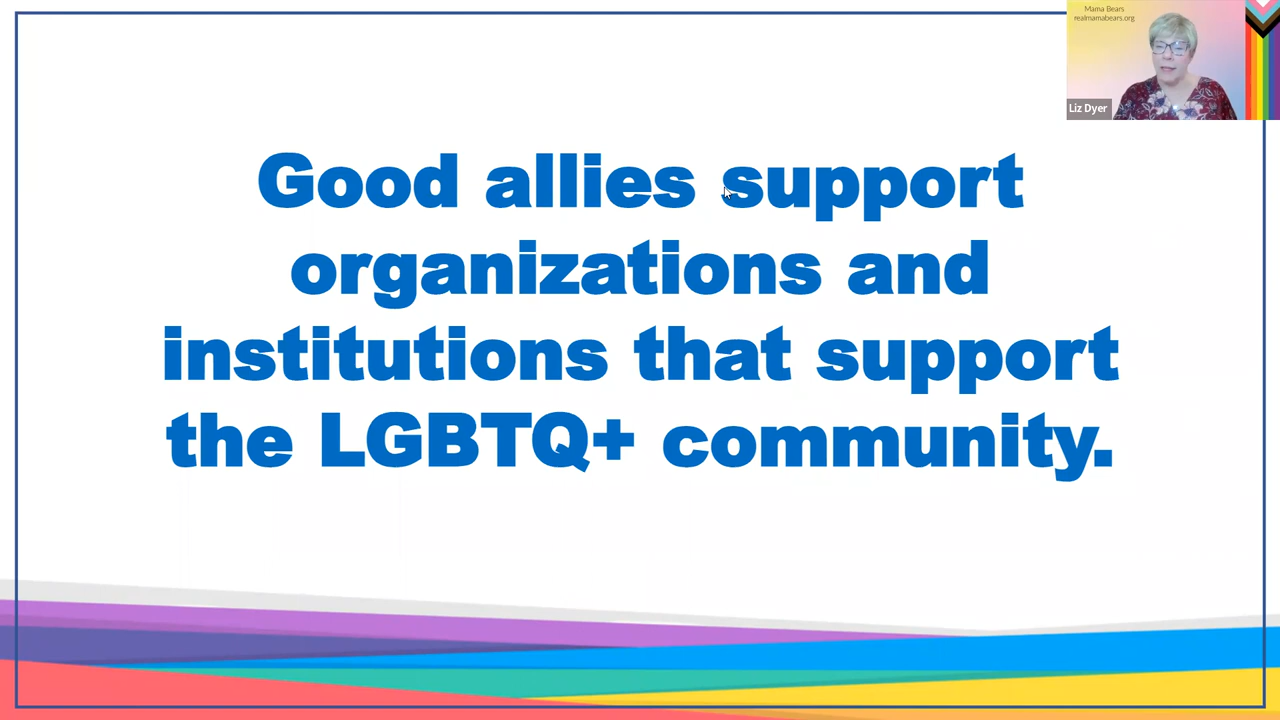 Mama Bears
realmamabears.org
Liz Dyer
Good allies support
organizations and
institutions that support
the LGBTQ+ community.